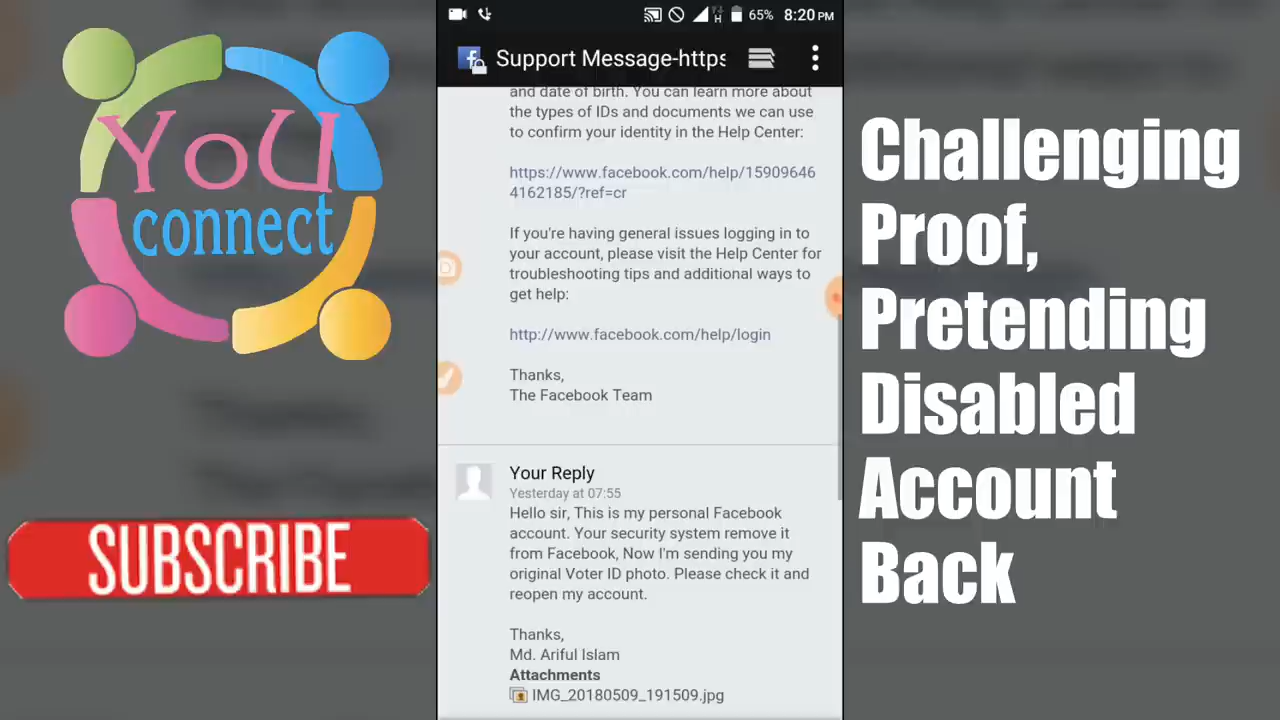 YoU
connect
SUBSCRIBE
65% 8:20 PM
Support Message-https
and date of birth. You can learn more about
the types of IDs and documents we can use
to confirm your identity in the Help Center:
https://www.facebook.com/help/15909646
4162185/?ref=cr
If you're having general issues logging in to
your account, please visit the Help Center for
troubleshooting tips and additional ways to
get help:
http://www.facebook.com/help/login
Thanks,
The Facebook Team
Your Reply
Yesterday at 07:55
Hello sir, This is my personal Facebook
account. Your security system remove it
from Facebook, Now I'm sending you my
original Voter ID photo. Please check it and
reopen my account.
Thanks,
Md. Ariful Islam
Attachments
IMG_20180509_191509.jpg
Challenging
Proof,
Pretending
Disabled
Account
Back